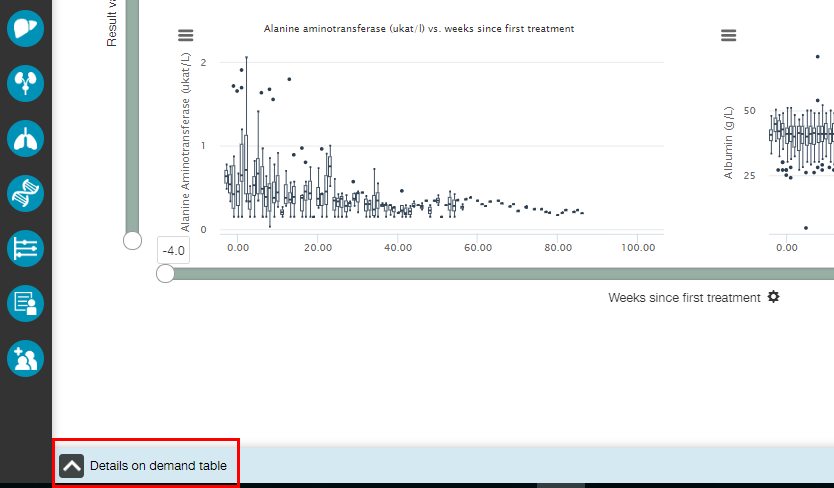 Result va
Alanine aminotransferase (ukat/l) vs. weeks since first treatment
Alanine Aminotransferase (ukat/L)
2
1
0
0.00 20.00 40.00 60.00 80.00 100.00
Albumin (g/L)
50
25
0.00
-4.0
Weeks since first treatment
Details on demand table